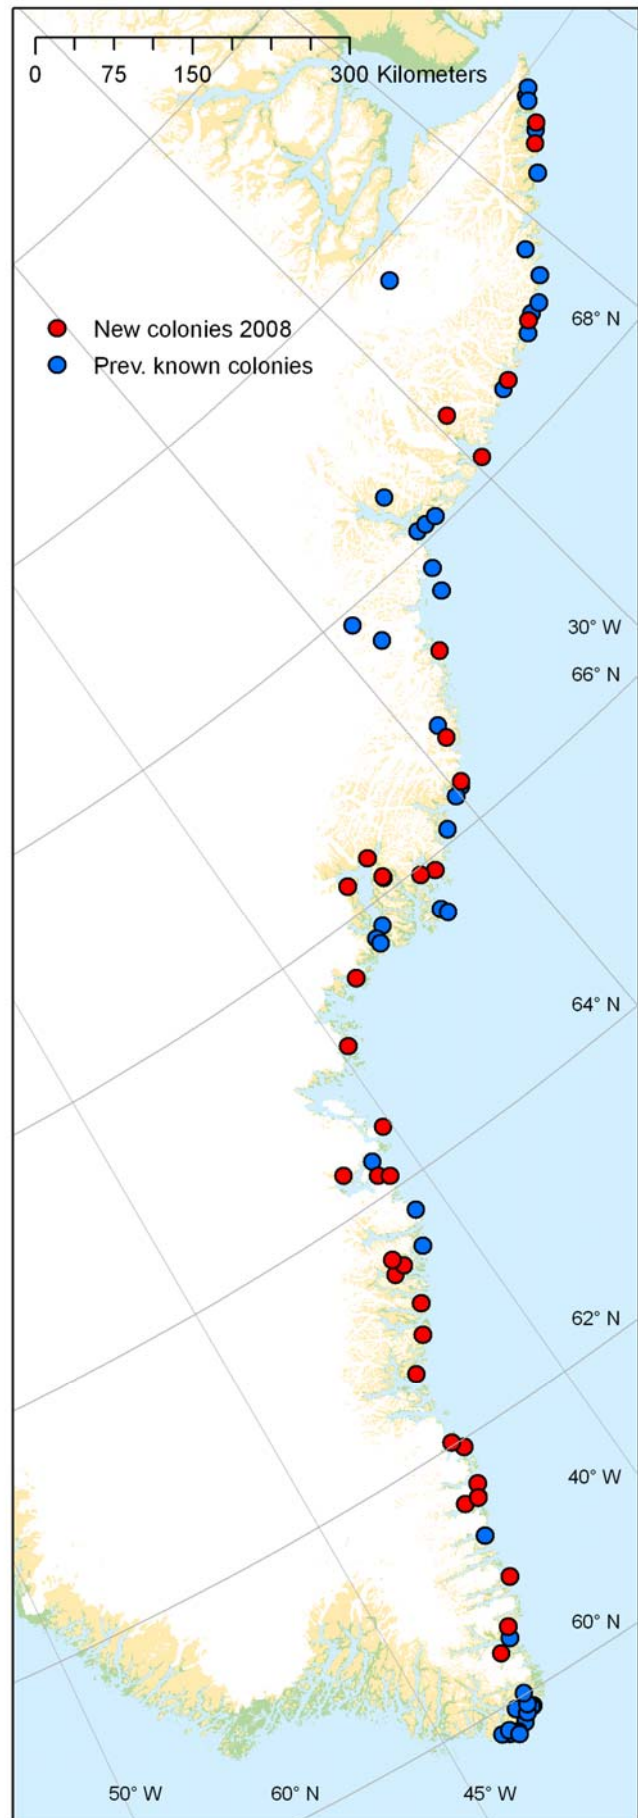 0 75 150 300 Kilometers
New colonies 2008
68° N
Prev. known colonies
30° W
66° N
64° N
62° N
40° W
60° N
50° W 60° N 45° W